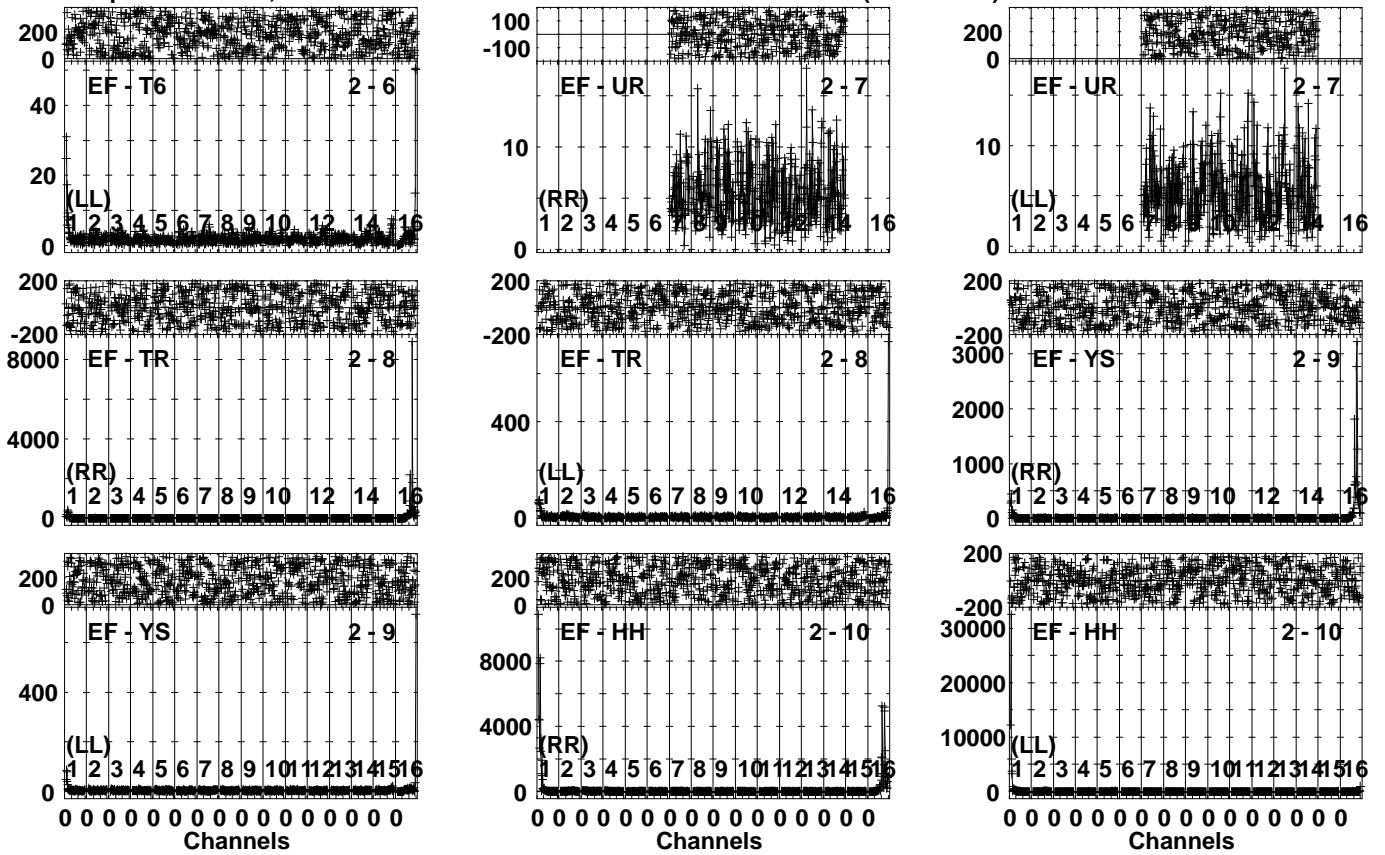 200
0
EF - T6 2 - 6
40
20
(LL)
1 2 3 4 5 6 7 8 9 10 12 14 16
0
100
-100
EF - UR 2 - 7
10
(RR)
1 2 3 4 5 6 7 8 9 10 12 14 16
0
200
0
EF - UR 2 - 7
10
(LL)
1 2 3 4 5 6 7 8 9 10 12 14 16
0
200
-200
EF - TR 2 - 8
8000
4000
(RR)
1 2 3 4 5 6 7 8 9 10 12 14 16
0
200
-200
EF - TR 2 - 8
400
(LL)
1 2 3 4 5 6 7 8 9 10 12 14 16
0
200
-200
EF - YS 2 - 9
3000
2000
1000
(RR)
1 2 3 4 5 6 7 8 9 10 12 14 16
0
200
0
EF - YS 2 - 9
400
(LL)
1 2 3 4 5 6 7 8 9 10 11 12 13 14 15 16
0
0 0 0 0 0 0 0 0 0 0 0 0 0 0 0 0
Channels
200
0
EF - HH 2 - 10
8000
4000
(RR)
1 2 3 4 5 6 7 8 9 10 11 12 13 14 15 16
0
0 0 0 0 0 0 0 0 0 0 0 0 0 0 0 0
Channels
200
-200
EF - HH 2 - 10
30000
20000
10000
(LL)
1 2 3 4 5 6 7 8 9 10 11 12 13 14 15 16
0
0 0 0 0 0 0 0 0 0 0 0 0 0 0 0 0
Channels